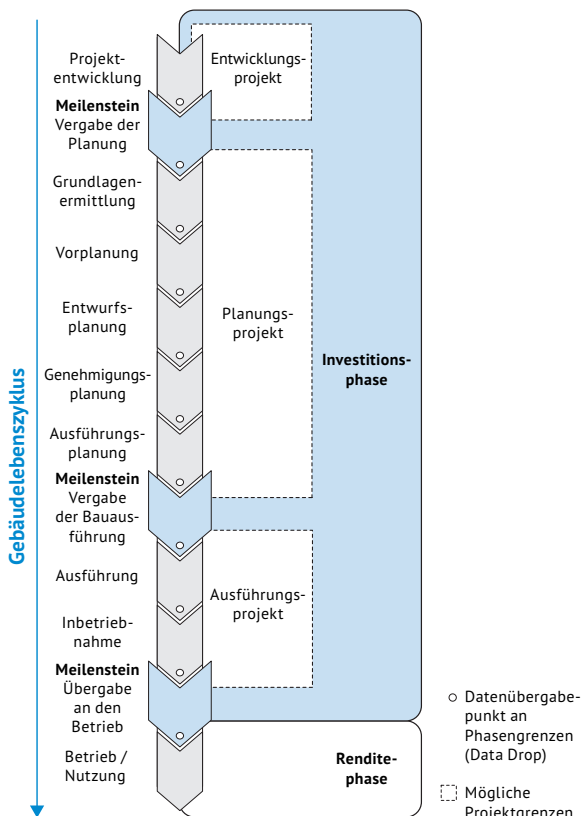 Gebäudelebenszyklus
Projekt-
entwicklung
Meilenstein
Vergabe der
Planung
Grundlagen-
ermittlung
Vorplanung
Entwurfs-
planung
Genehmigungs-
planung
Ausführungs-
planung
Meilenstein
Vergabe
der Bauaus-
führung
Ausführung
Inbetrieb-
nahme
Meilenstein
Übergabe
an den
Betrieb
Betrieb /
Nutzung
Entwicklungs-
projekt
Planungs-
projekt
Ausführungs-
projekt
Investitions-
phase
Rendite-
phase
Datenübergabe-
punkt an
Phasengrenzen
(Data Drop)
Mögliche
Projektgrenzen